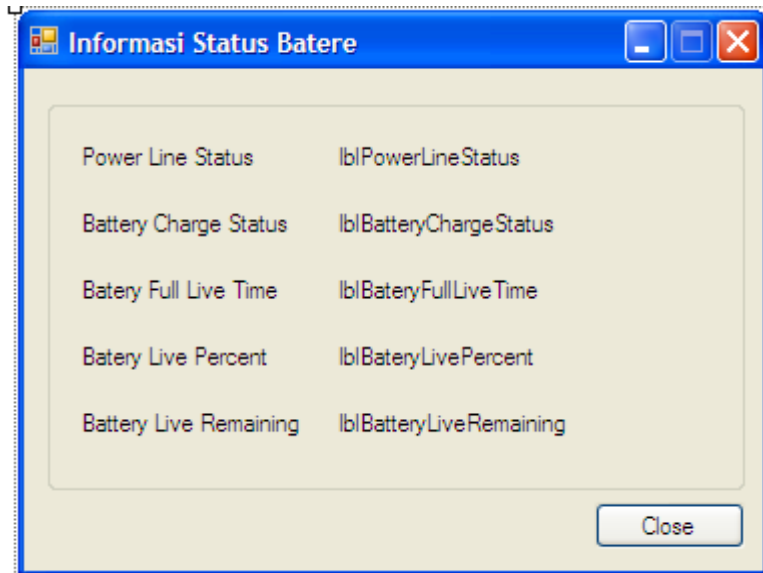 Informasi Status Batere
Power Line Status lblPowerLineStatus
Battery Charge Status lblBatteryChargeStatus
Batery Full Live Time lblBateryFullLiveTime
Batery Live Percent lblBateryLivePercent
Battery Live Remaining lblBatteryLiveRemaining
Close